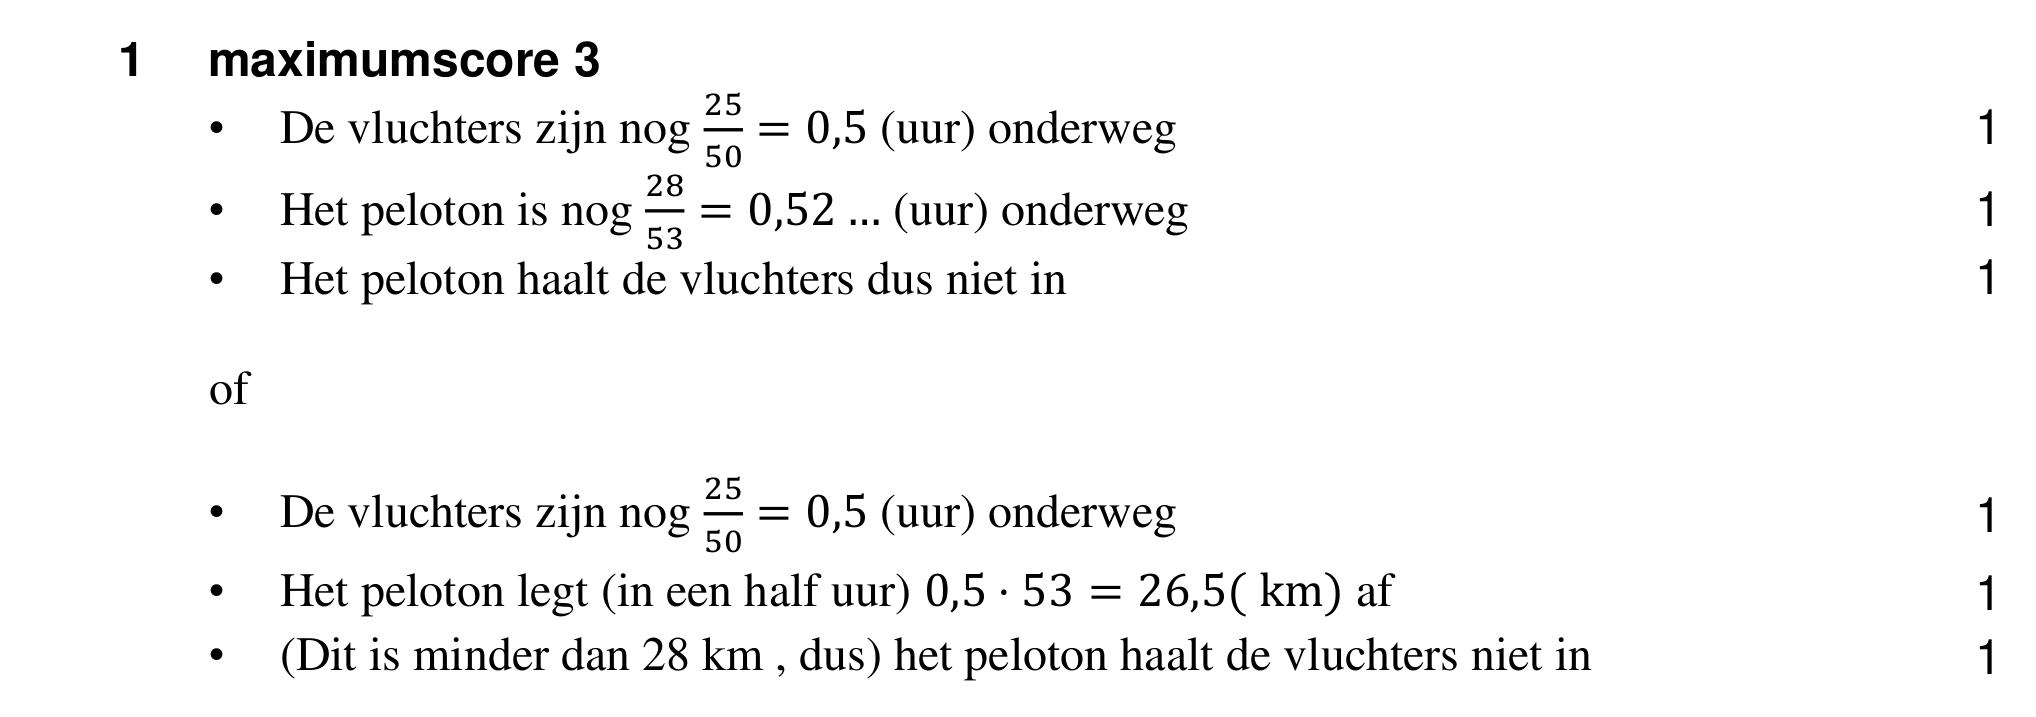 1 maximumscore 3
• De vluchters zijn nog 25/50 = 0,5 (uur) onderweg 1
• Het peloton is nog 28/53 = 0,52 ... (uur) onderweg 1
• Het peloton haalt de vluchters dus niet in 1
of
• De vluchters zijn nog 25/50 = 0,5 (uur) onderweg 1
• Het peloton legt (in een half uur) 0,5 · 53 = 26,5( km) af 1
• (Dit is minder dan 28 km , dus) het peloton haalt de vluchters niet in 1